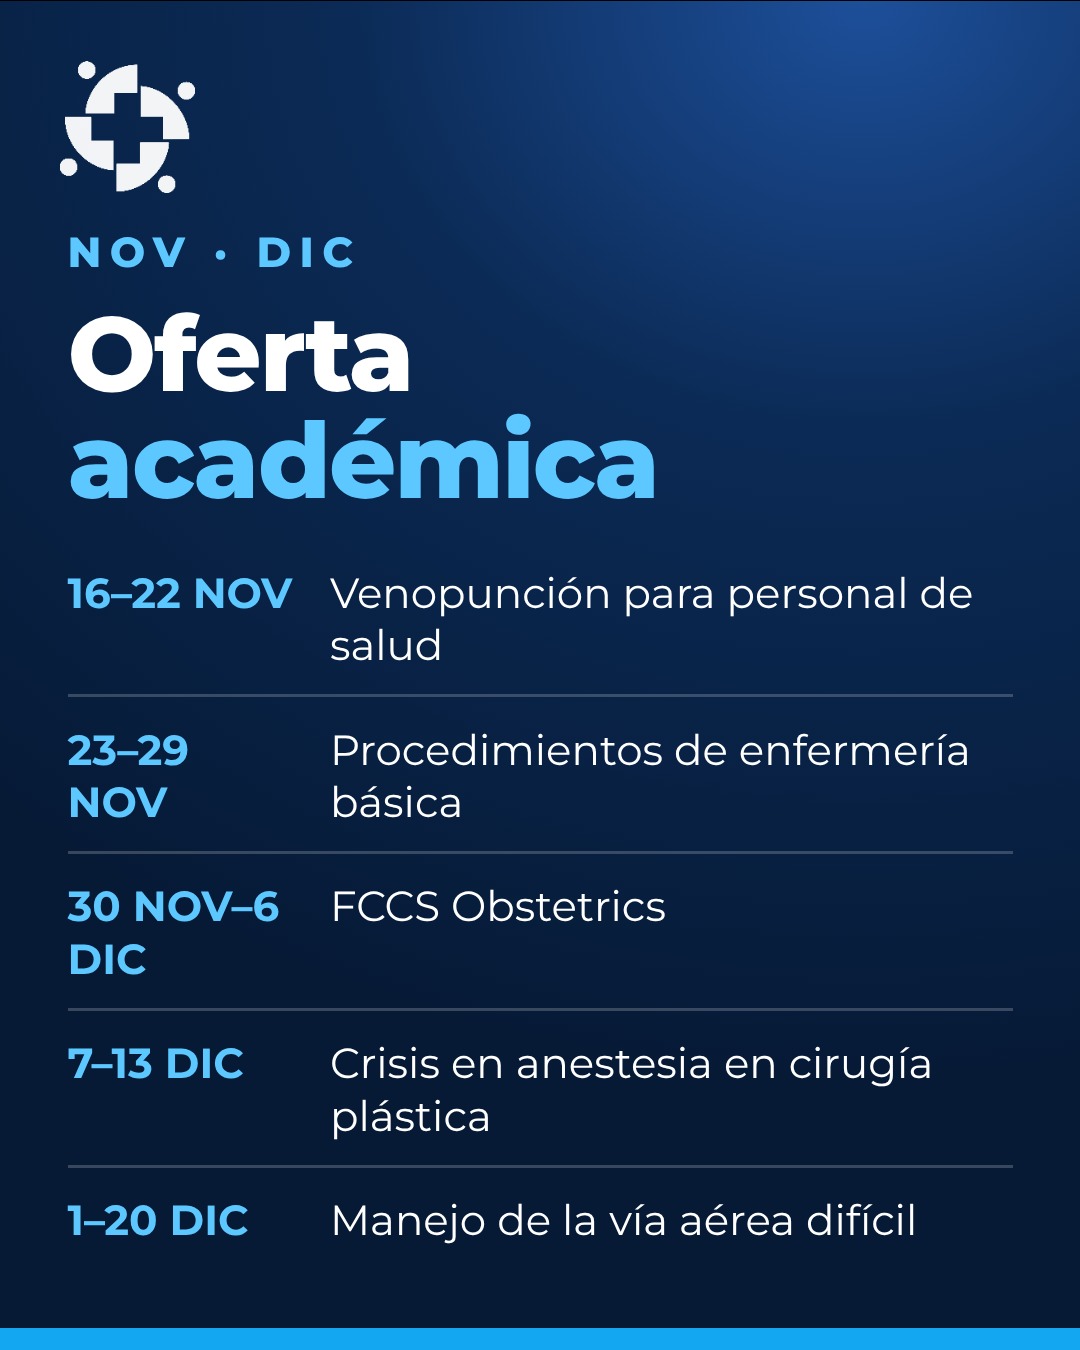 NOV · DIC
Oferta
académica
16–22 NOV Venopunción para personal de
salud
23–29 Procedimientos de enfermería
NOV básica
30 NOV–6 FCCS Obstetrics
DIC
7–13 DIC Crisis en anestesia en cirugía
plástica
1–20 DIC Manejo de la vía aérea difícil